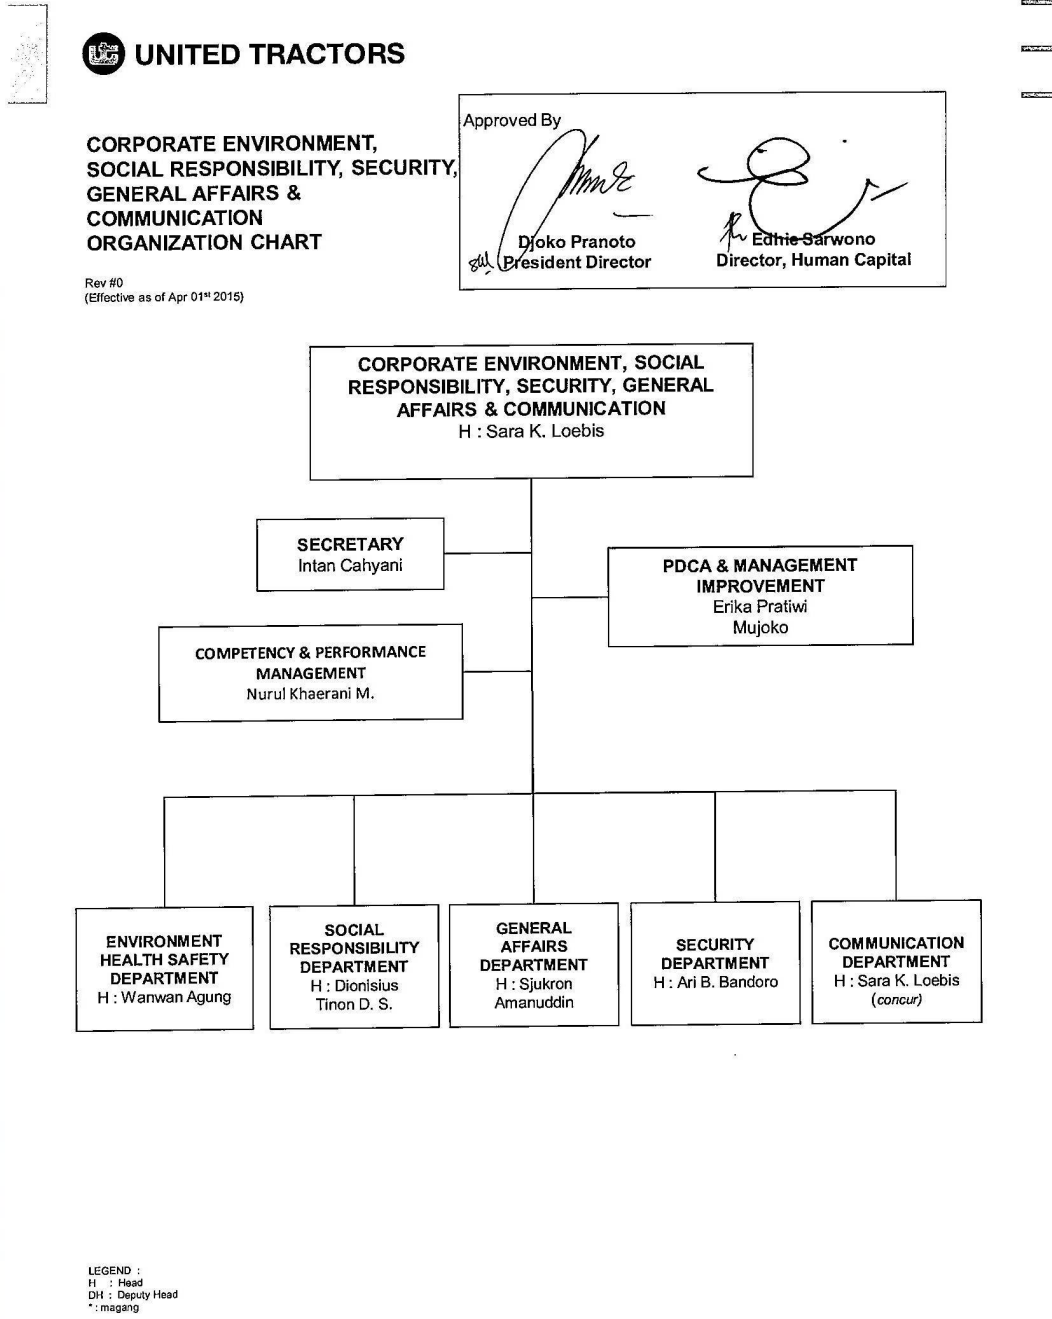 UNITED TRACTORS
CORPORATE ENVIRONMENT,
SOCIAL RESPONSIBILITY, SECURITY,
GENERAL AFFAIRS &
COMMUNICATION
ORGANIZATION CHART
Rev #0
(Effective as of Apr 01st 2015)
Approved By
Djoko Pranoto
President Director
Edhie Sarwono
Director, Human Capital
CORPORATE ENVIRONMENT, SOCIAL
RESPONSIBILITY, SECURITY, GENERAL
AFFAIRS & COMMUNICATION
H : Sara K. Loebis
SECRETARY
Intan Cahyani
PDCA & MANAGEMENT
IMPROVEMENT
Erika Pratiwi
Mujoko
COMPETENCY & PERFORMANCE
MANAGEMENT
Nurul Khaerani M.
ENVIRONMENT
HEALTH SAFETY
DEPARTMENT
H : Wanwan Agung
SOCIAL
RESPONSIBILITY
DEPARTMENT
H : Dionisius
Tinon D. S.
GENERAL
AFFAIRS
DEPARTMENT
H : Sjukron
Amanuddin
SECURITY
DEPARTMENT
H : Ari B. Bandoro
COMMUNICATION
DEPARTMENT
H : Sara K. Loebis
(concur)
LEGEND :
H : Head
DH : Deputy Head
* : magang